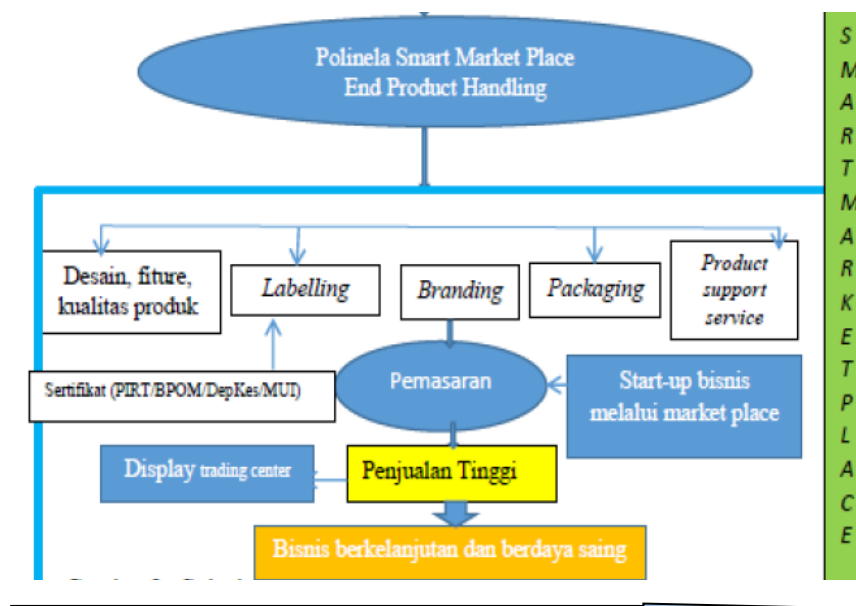 Polinela Smart Market Place
End Product Handling
Desain, fiture,
kualitas produk
Labelling
Branding
Packaging
Product
support
service
Sertifikat (PIRT/BPOM/DepKes/MUI)
Pemasaran
Start-up bisnis
melalui market place
Display trading center
Penjualan Tinggi
Bisnis berkelanjutan dan berdaya saing
S
M
A
R
T
M
A
R
K
E
T
P
L
A
C
E